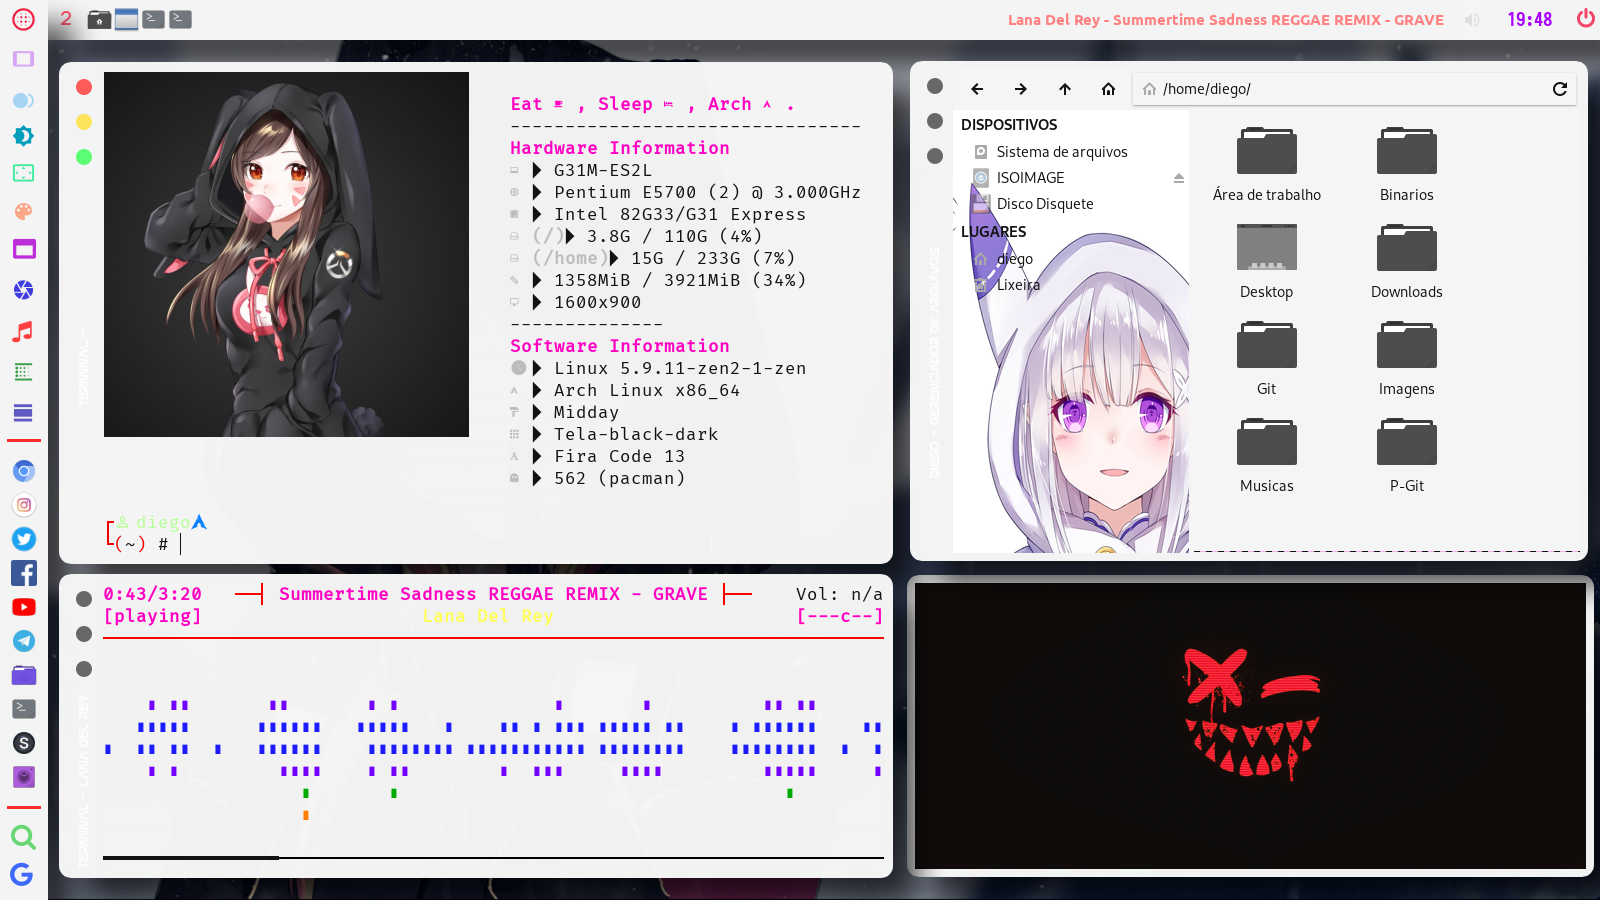 2
Lana Del Rey - Summertime Sadness REGGAE REMIX - GRAVE
19:48
Eat , Sleep , Arch .
--------------------------------
Hardware Information
G31M-ES2L
Pentium E5700 (2) @ 3.000GHz
Intel 82G33/G31 Express
(/) 3.8G / 110G (4%)
(/home) 15G / 233G (7%)
1358MiB / 3921MiB (34%)
1600x900
--------------
Software Information
Linux 5.9.11-zen2-1-zen
Arch Linux x86_64
Midday
Tela-black-dark
Fira Code 13
562 (pacman)
diego
(~) #
TERMINAL ~
/home/diego/
DISPOSITIVOS
Sistema de arquivos
ISOIMAGE
Disco Disquete
LUGARES
diego
Lixeira
DIEGO - GERENCIADOR DE ARQUIVOS
Área de trabalho
Binarios
Desktop
Downloads
Git
Imagens
Musicas
P-Git
0:43/3:20
Summertime Sadness REGGAE REMIX - GRAVE
Vol: n/a
[playing]
Lana Del Rey
[---c--]
TERMINAL - LANA DEL REY -